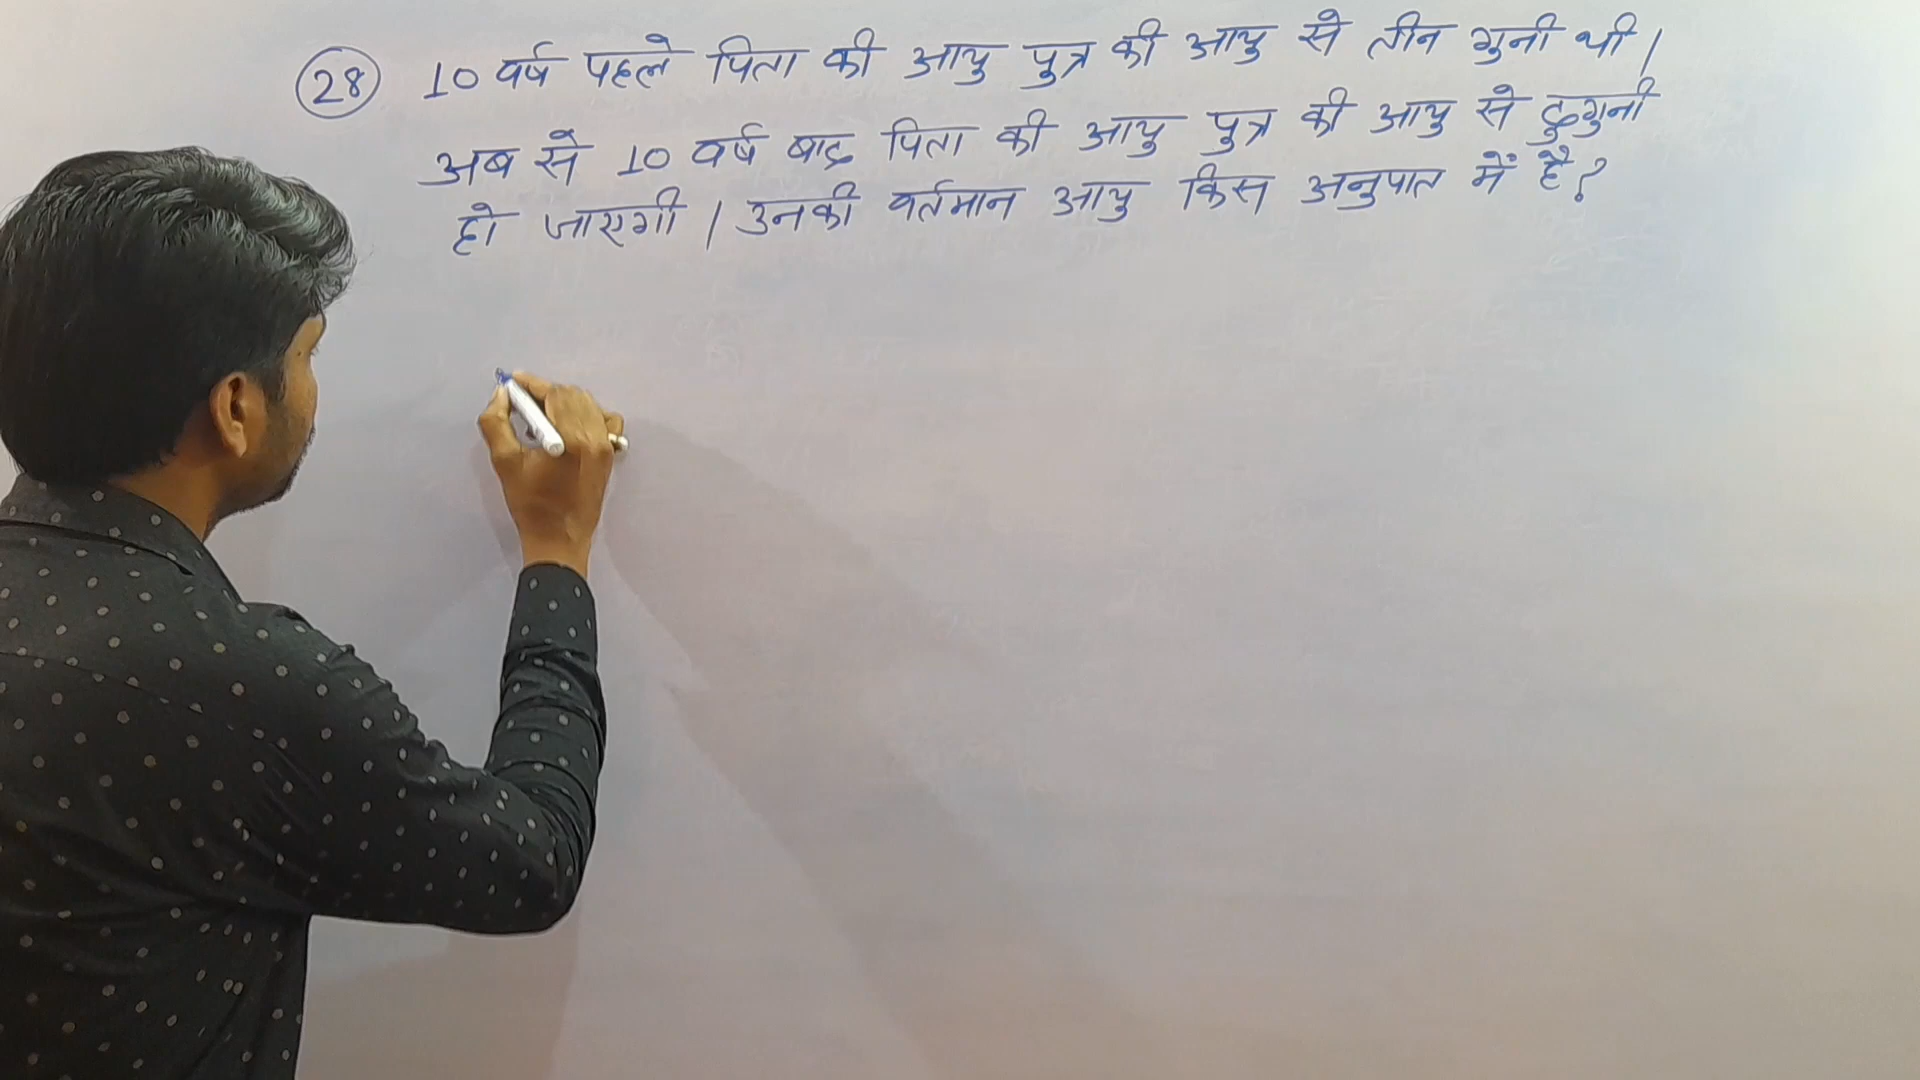 28 10 वर्ष पहले पिता की आयु पुत्र की आयु से तीन गुनी थी।
अब से 10 वर्ष बाद पिता की आयु पुत्र की आयु से दुगुनी
हो जाएगी। उनकी वर्तमान आयु किस अनुपात में है?